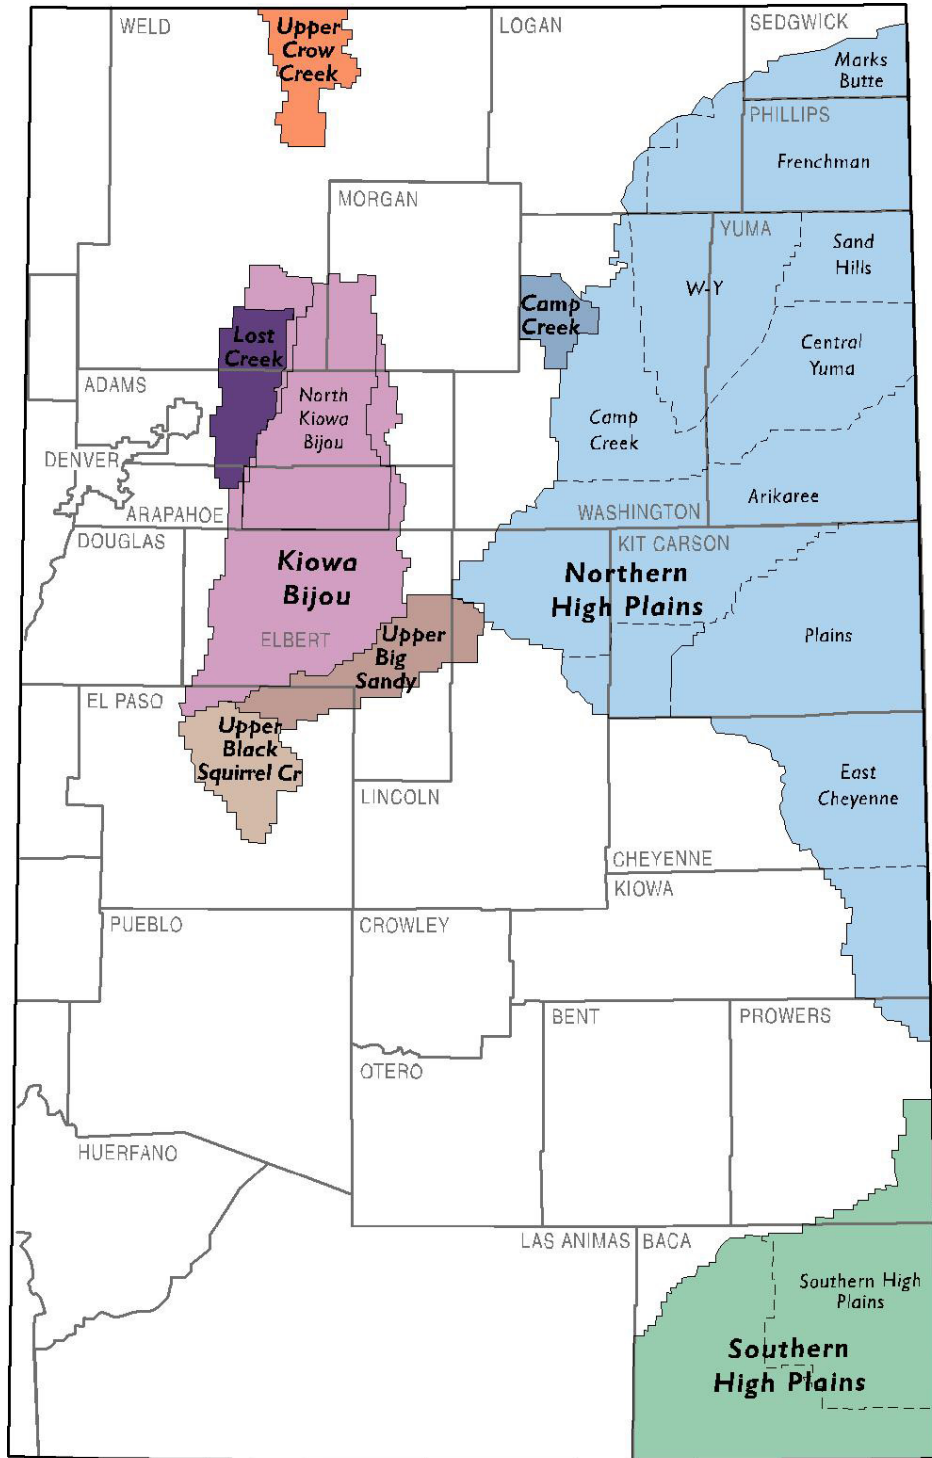 WELD
Upper
Crow
Creek
LOGAN
SEDGWICK
Marks
Butte
PHILLIPS
Frenchman
MORGAN
YUMA
Sand
Hills
W-Y
Camp
Creek
Lost
Creek
Central
Yuma
ADAMS
North
Kiowa
Bijou
Camp
Creek
DENVER
Arikaree
ARAPAHOE
WASHINGTON
DOUGLAS
KIT CARSON
Kiowa
Bijou
Northern
High Plains
ELBERT
Upper
Big
Sandy
Plains
EL PASO
Upper
Black
Squirrel Cr
East
Cheyenne
LINCOLN
CHEYENNE
KIOWA
PUEBLO
CROWLEY
BENT
PROWERS
OTERO
HUERFANO
LAS ANIMAS
BACA
Southern High
Plains
Southern
High Plains